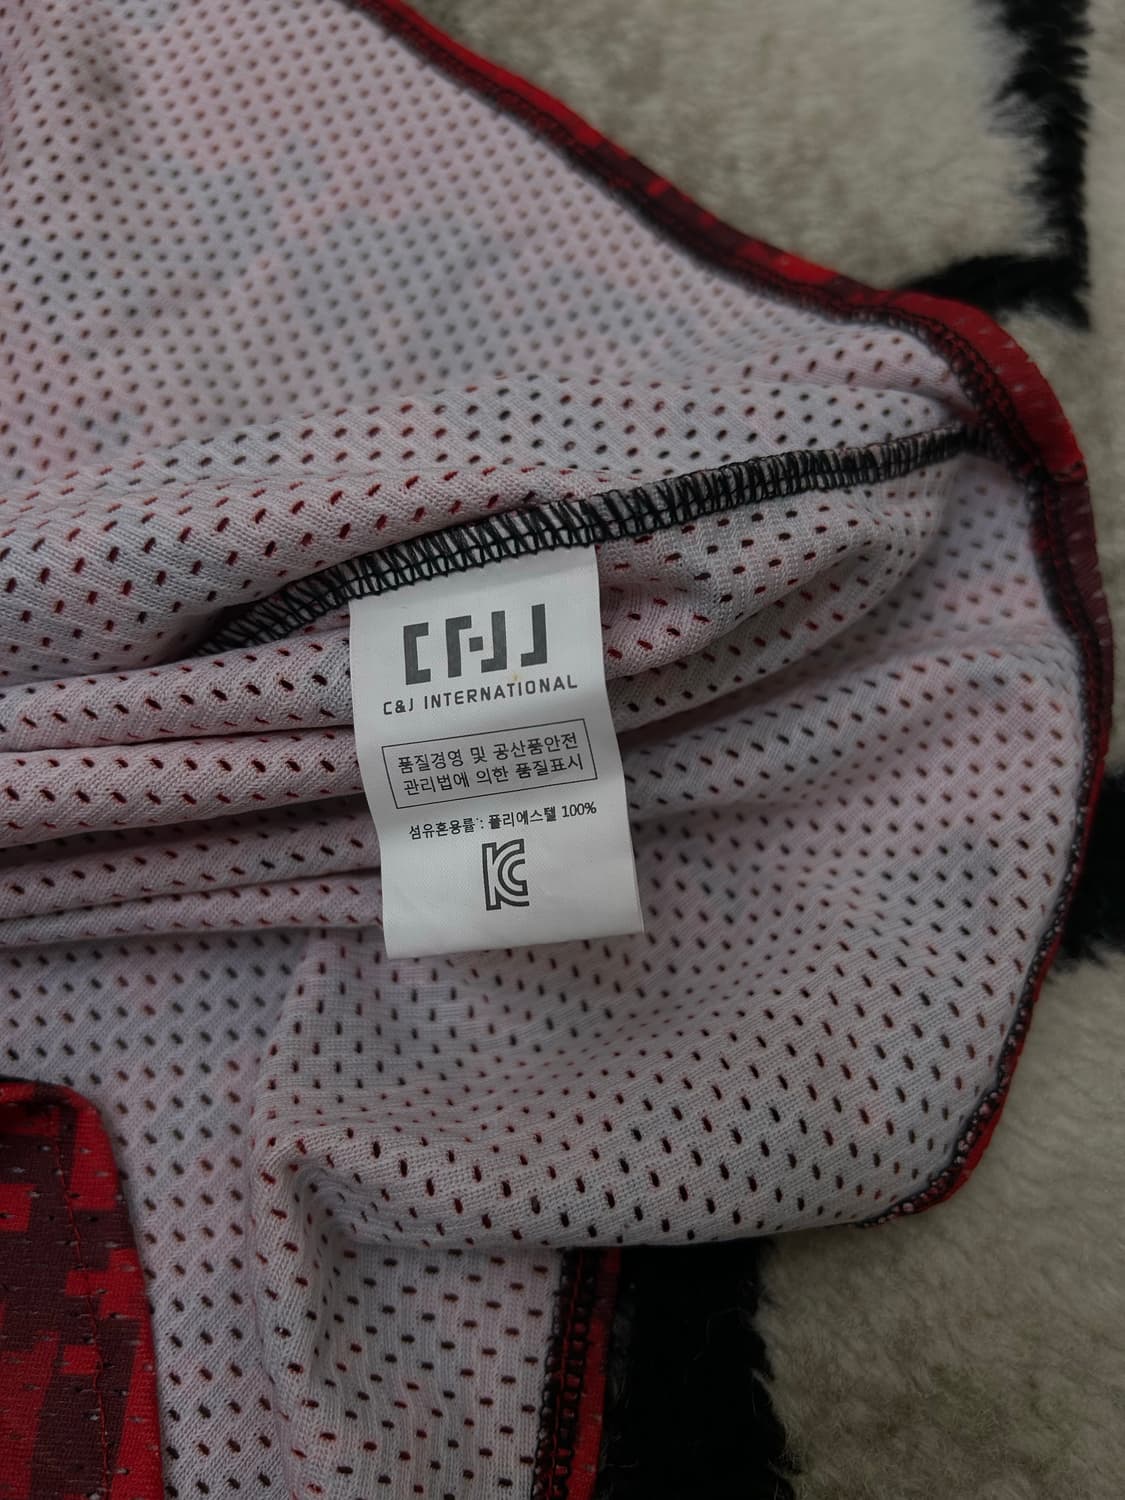 C&J
C&J INTERNATIONAL
품질경영 및 공산품안전
관리법에 의한 품질표시
섬유혼용률 : 폴리에스텔 100%
KC